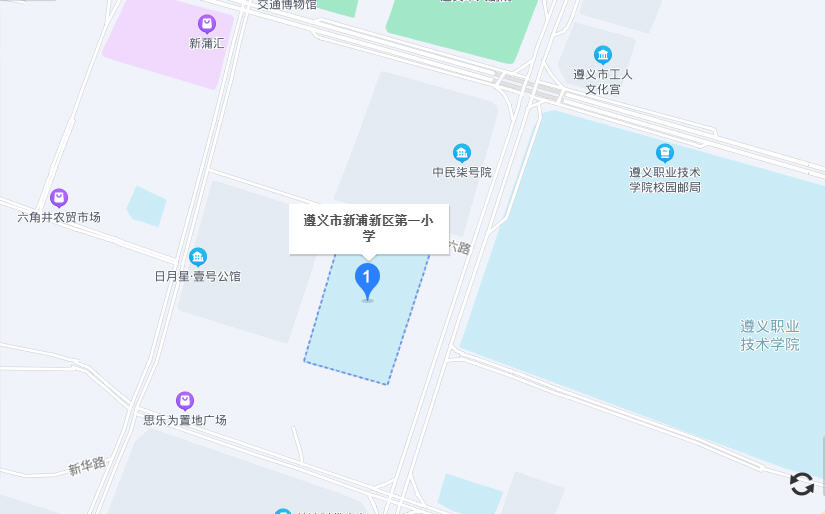 交通博物馆
新蒲汇
遵义市工人
文化宫
中民柒号院
遵义职业技术
学院校园邮局
六角井农贸市场
遵义市新浦新区第一小
学
六路
日月星·壹号公馆
1
遵义职业
技术学院
思乐为置地广场
新华路